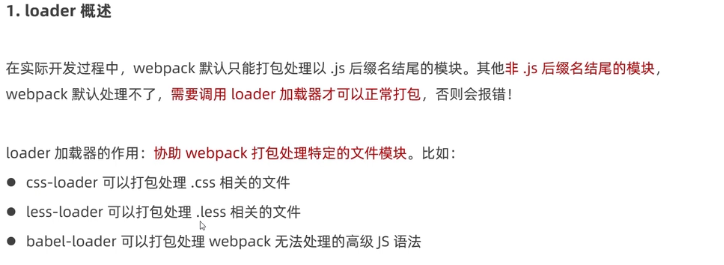 1. loader 概述
在实际开发过程中，webpack 默认只能打包处理以 .js 后缀名结尾的模块。其他非 .js 后缀名结尾的模块，
webpack 默认处理不了，需要调用 loader 加载器才可以正常打包，否则会报错！
loader 加载器的作用：协助 webpack 打包处理特定的文件模块。比如：
● css-loader 可以打包处理 .css 相关的文件
● less-loader 可以打包处理 .less 相关的文件
● babel-loader 可以打包处理 webpack 无法处理的高级 JS 语法